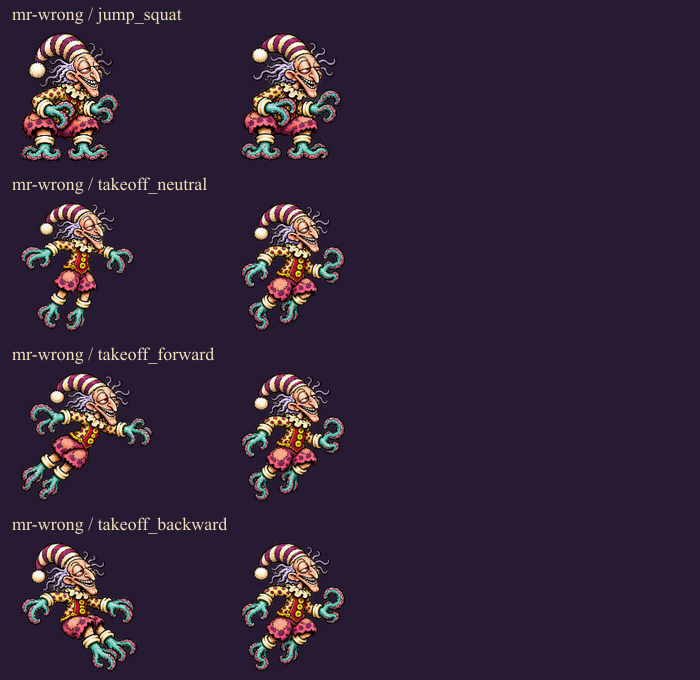 mr-wrong / jump_squat
mr-wrong / takeoff_neutral
mr-wrong / takeoff_forward
mr-wrong / takeoff_backward